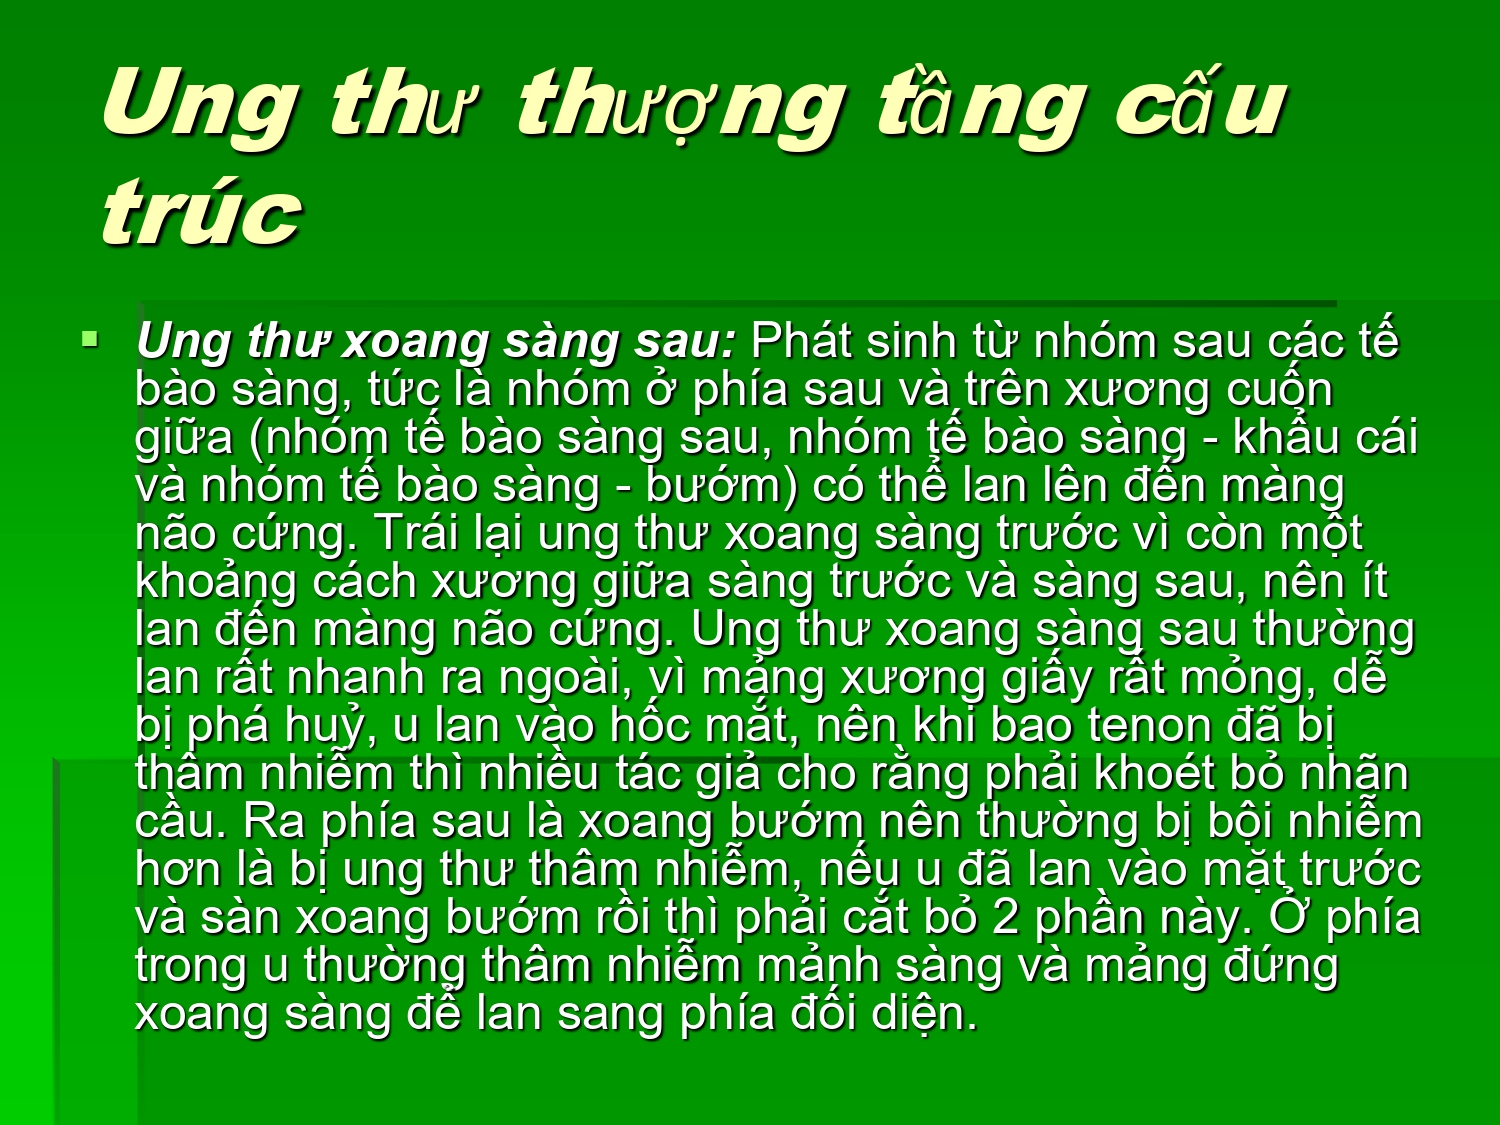 Ung thư thượng tầng cấu
trúc
Ung thư xoang sàng sau: Phát sinh từ nhóm sau các tế
bào sàng, tức là nhóm ở phía sau và trên xương cuốn
giữa (nhóm tế bào sàng sau, nhóm tế bào sàng - khẩu cái
và nhóm tế bào sàng - bướm) có thể lan lên đến màng
não cứng. Trái lại ung thư xoang sàng trước vì còn một
khoảng cách xương giữa sàng trước và sàng sau, nên ít
lan đến màng não cứng. Ung thư xoang sàng sau thường
lan rất nhanh ra ngoài, vì mảng xương giấy rất mỏng, dễ
bị phá huỷ, u lan vào hốc mắt, nên khi bao tenon đã bị
thâm nhiễm thì nhiều tác giả cho rằng phải khoét bỏ nhãn
cầu. Ra phía sau là xoang bướm nên thường bị bội nhiễm
hơn là bị ung thư thâm nhiễm, nếu u đã lan vào mặt trước
và sàn xoang bướm rồi thì phải cắt bỏ 2 phần này. Ở phía
trong u thường thâm nhiễm mảnh sàng và mảng đứng
xoang sàng để lan sang phía đối diện.